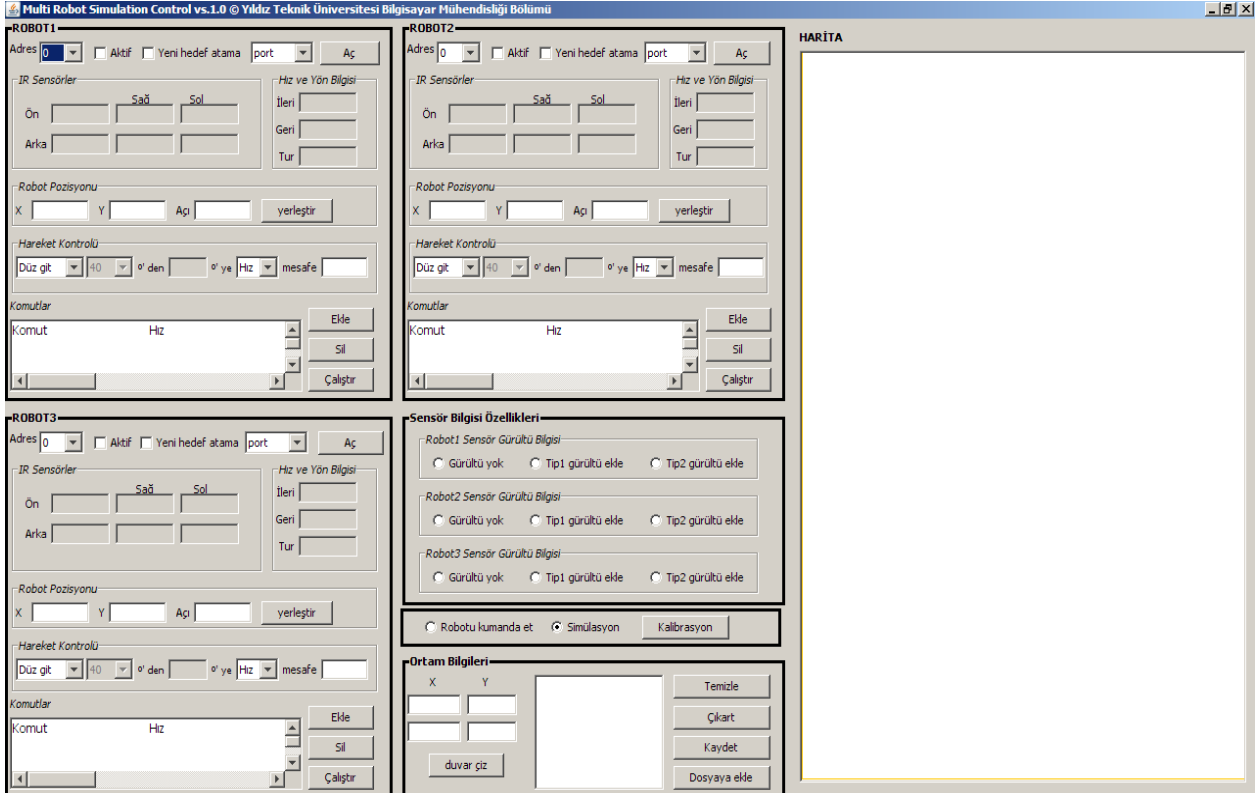 Multi Robot Simulation Control vs.1.0 © Yıldız Teknik Üniversitesi Bilgisayar Mühendisliği Bölümü
ROBOT1
Adres 0 Aktif Yeni hedef atama port Aç
IR Sensörler
Hız ve Yön Bilgisi
Sağ Sol
Ön
Arka
İleri
Geri
Tur
Robot Pozisyonu
X Y Açı yerleştir
Hareket Kontrolü
Düz git 40 º' den º' ye Hız mesafe
Komutlar
Komut Hız
Ekle
Sil
Çalıştır
ROBOT2
Adres 0 Aktif Yeni hedef atama port Aç
IR Sensörler
Hız ve Yön Bilgisi
Sağ Sol
Ön
Arka
İleri
Geri
Tur
Robot Pozisyonu
X Y Açı yerleştir
Hareket Kontrolü
Düz git 40 º' den º' ye Hız mesafe
Komutlar
Komut Hız
Ekle
Sil
Çalıştır
HARİTA
ROBOT3
Adres 0 Aktif Yeni hedef atama port Aç
IR Sensörler
Hız ve Yön Bilgisi
Sağ Sol
Ön
Arka
İleri
Geri
Tur
Robot Pozisyonu
X Y Açı yerleştir
Hareket Kontrolü
Düz git 40 º' den º' ye Hız mesafe
Komutlar
Komut Hız
Ekle
Sil
Çalıştır
Sensör Bilgisi Özellikleri
Robot1 Sensör Gürültü Bilgisi
Gürültü yok Tip1 gürültü ekle Tip2 gürültü ekle
Robot2 Sensör Gürültü Bilgisi
Gürültü yok Tip1 gürültü ekle Tip2 gürültü ekle
Robot3 Sensör Gürültü Bilgisi
Gürültü yok Tip1 gürültü ekle Tip2 gürültü ekle
Robotu kumanda et Simülasyon Kalibrasyon
Ortam Bilgileri
X Y
duvar çiz
Temizle
Çıkart
Kaydet
Dosyaya ekle